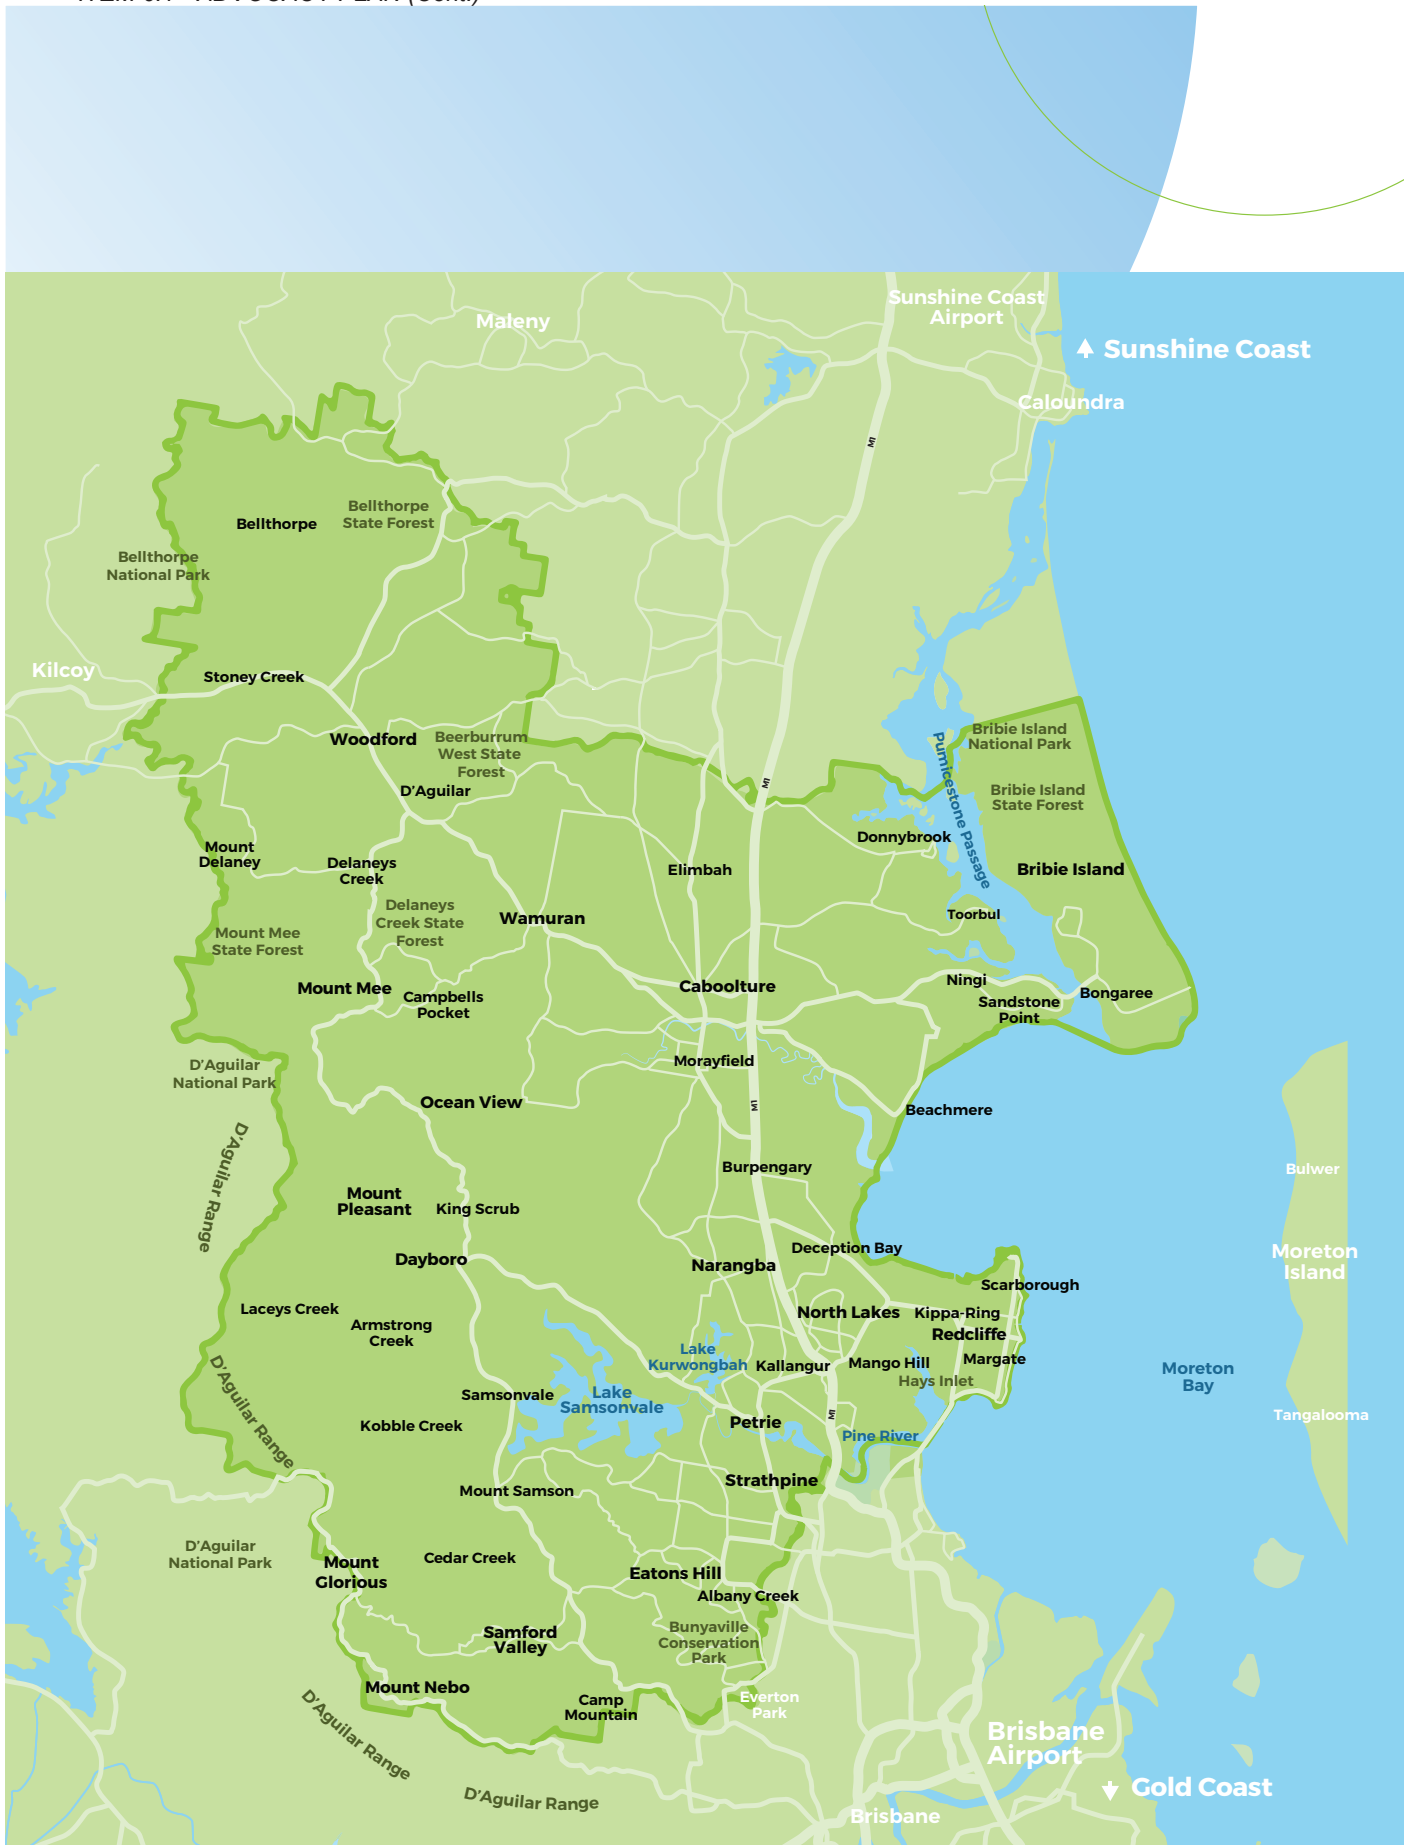 Maleny
Sunshine Coast
Airport
Sunshine Coast
Caloundra
M1
Bellthorpe
State Forest
Bellthorpe
Bellthorpe
National Park
Kilcoy
Stoney Creek
Woodford
Beerburrum
West State
Forest
D'Aguilar
Bribie Island
National Park
Pumicestone Passage
M1
Bribie Island
State Forest
Donnybrook
Mount
Delaney
Delaneys
Creek
Elimbah
Bribie Island
Delaneys
Creek State
Forest
Wamuran
Toorbul
Mount Mee
State Forest
Mount Mee
Campbells
Pocket
Caboolture
Ningi
Sandstone
Point
Bongaree
D'Aguilar
National Park
Morayfield
Ocean View
M1
Beachmere
D'Aguilar Range
Burpengary
Bulwer
Mount
Pleasant
King Scrub
Dayboro
Deception Bay
Narangba
Moreton
Island
Scarborough
Laceys Creek
Armstrong
Creek
North Lakes
Kippa-Ring
Redcliffe
Lake
Kurwongbah
Kallangur
Mango Hill
Margate
Hays Inlet
Moreton
Bay
D'Aguilar Range
Samsonvale
Lake
Samsonvale
Kobble Creek
Petrie
M1
Pine River
Tangalooma
Strathpine
Mount Samson
D'Aguilar
National Park
Mount
Glorious
Cedar Creek
Eatons Hill
Albany Creek
Samford
Valley
Bunyaville
Conservation
Park
Mount Nebo
Camp
Mountain
Everton
Park
D'Aguilar Range
Brisbane
Airport
Gold Coast
D'Aguilar Range
Brisbane